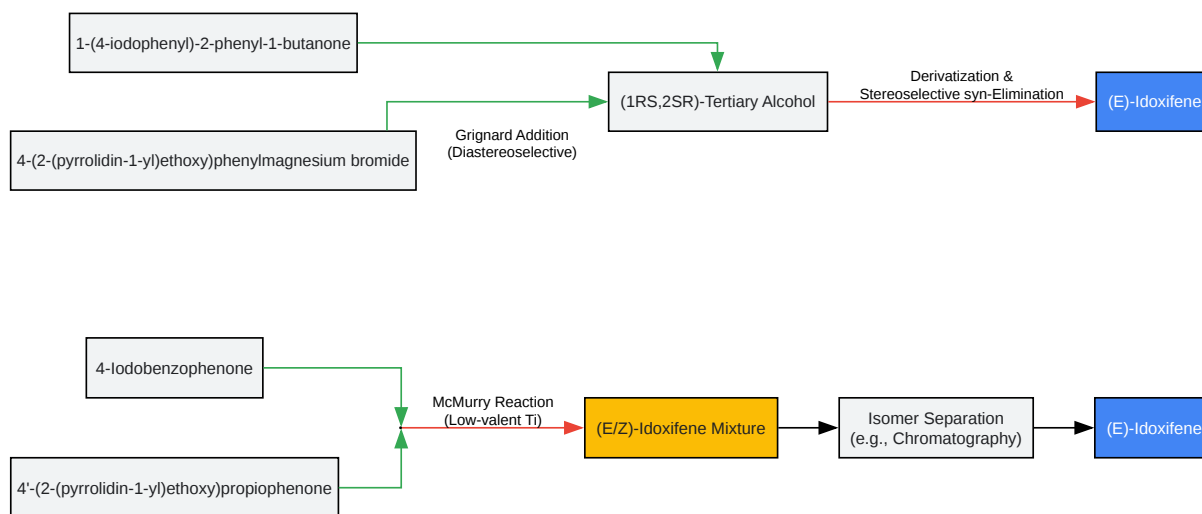 1-(4-iodophenyl)-2-phenyl-1-butanone
4-(2-(pyrrolidin-1-yl)ethoxy)phenylmagnesium bromide
Grignard Addition
(Diastereoselective)
(1RS,2SR)-Tertiary Alcohol
Derivatization &
Stereoselective syn-Elimination
(E)-Idoxifene
4-Iodobenzophenone
4'-(2-(pyrrolidin-1-yl)ethoxy)propiophenone
McMurry Reaction
(Low-valent Ti)
(E/Z)-Idoxifene Mixture
Isomer Separation
(e.g., Chromatography)
(E)-Idoxifene